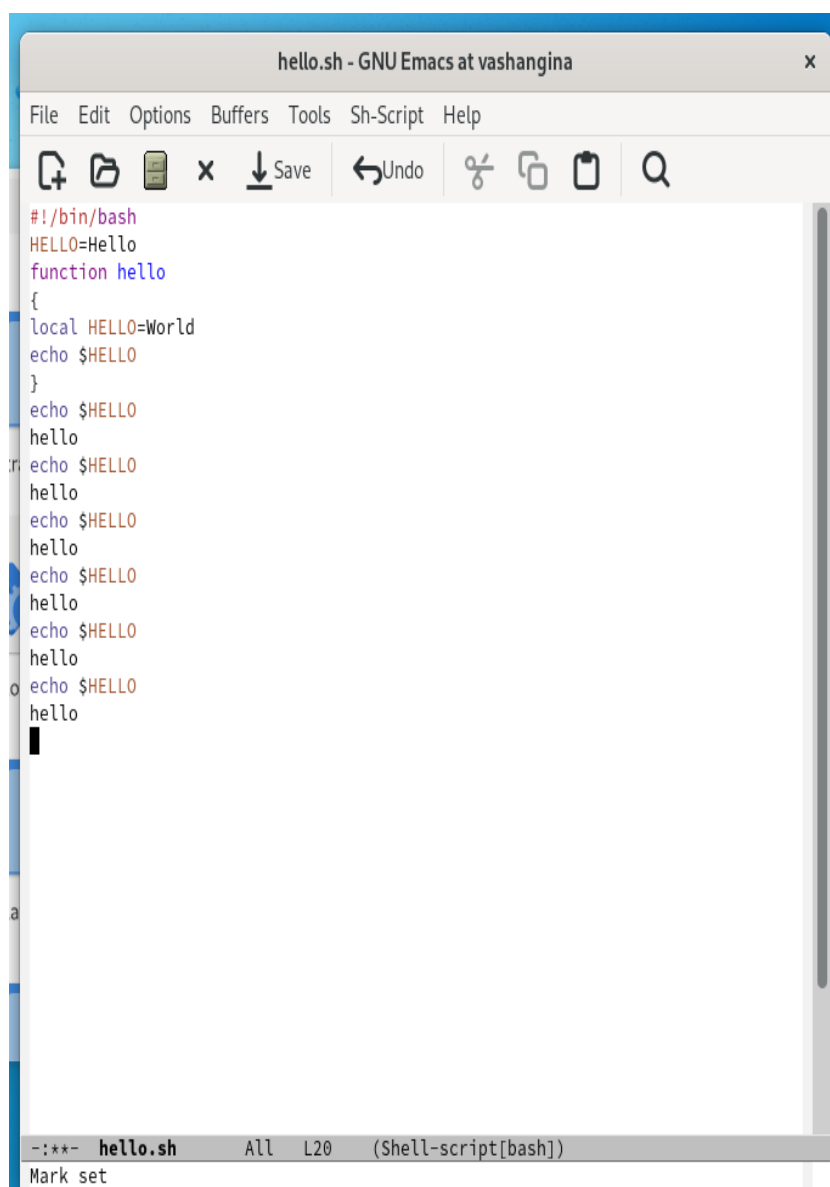 hello.sh - GNU Emacs at vashangina x
File Edit Options Buffers Tools Sh-Script Help
Save Undo
#!/bin/bash
HELLO=Hello
function hello
{
local HELLO=World
echo $HELLO
}
echo $HELLO
hello
echo $HELLO
hello
echo $HELLO
hello
echo $HELLO
hello
echo $HELLO
hello
echo $HELLO
hello
-:**- hello.sh All L20 (Shell-script[bash])
Mark set